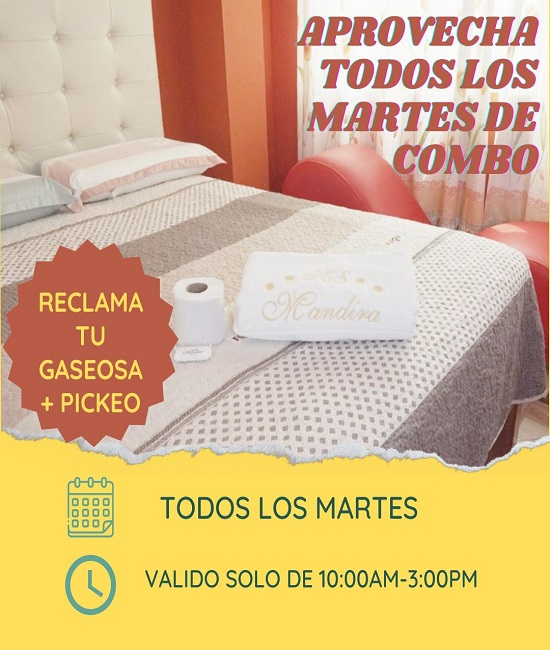 APROVECHA
TODOS LOS
MARTES DE
COMBO
Mandira
RECLAMA
TU
GASEOSA
+ PICKEO
TODOS LOS MARTES
VALIDO SOLO DE 10:00AM-3:00PM